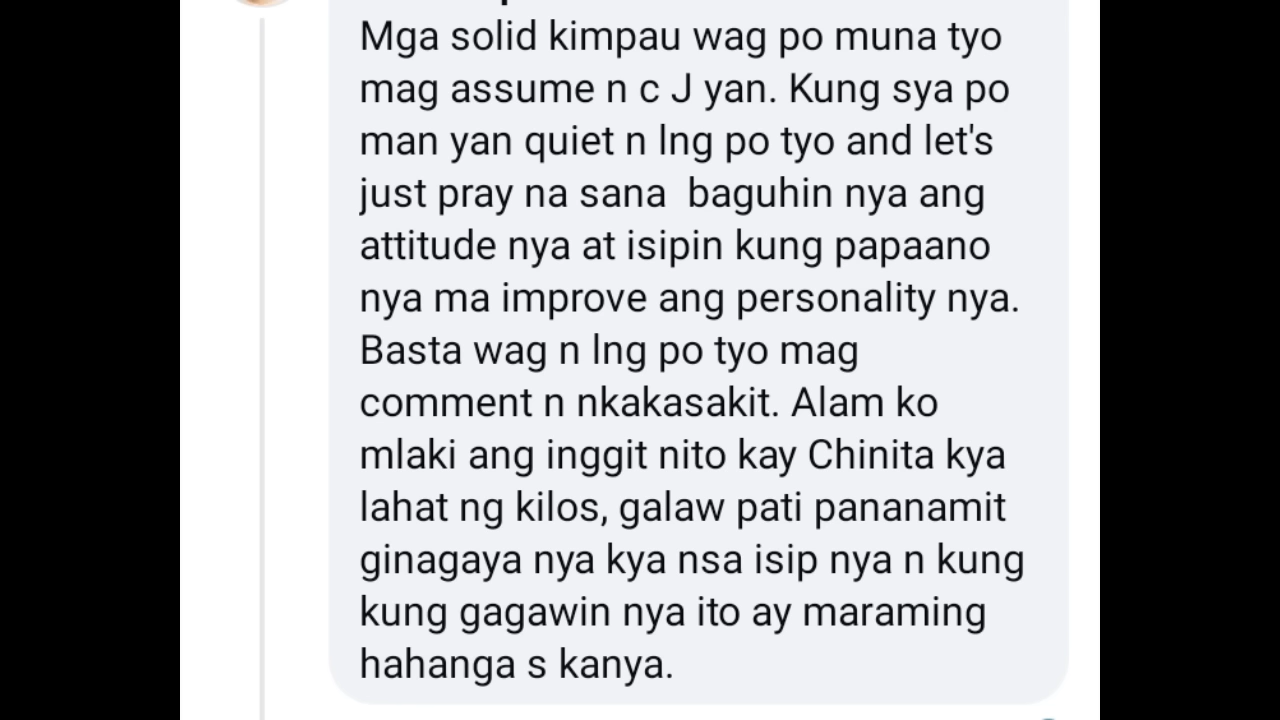 Mga solid kimpau wag po muna tyo
mag assume n c J yan. Kung sya po
man yan quiet n lng po tyo and let's
just pray na sana  baguhin nya ang
attitude nya at isipin kung papaano
nya ma improve ang personality nya.
Basta wag n lng po tyo mag
comment n nkakasakit. Alam ko
mlaki ang inggit nito kay Chinita kya
lahat ng kilos, galaw pati pananamit
ginagaya nya kya nsa isip nya n kung
kung gagawin nya ito ay maraming
hahanga s kanya.